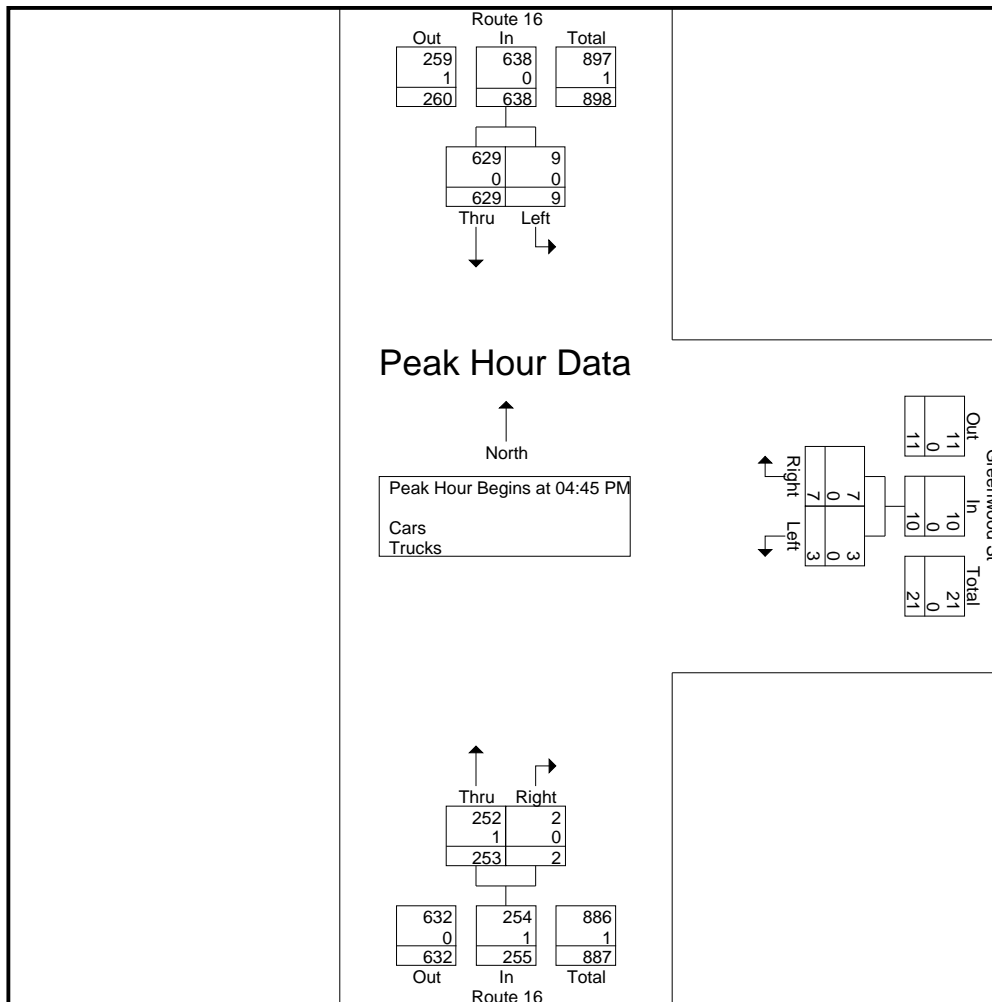 Route 16
Out In Total
259 638 897
1 0 1
260 638 898
629 9
0 0
629 9
Thru Left
Peak Hour Data
North
Peak Hour Begins at 04:45 PM
Cars
Trucks
Out In Total
11 10 21
0 0 0
11 10 21
7 3
0 0
7 3
Right Left
Thru Right
252 2
1 0
253 2
632 254 886
0 1 1
632 255 887
Out In Total
Route 16